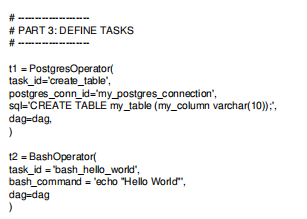 # ---------------------
# PART 3: DEFINE TASKS
# ---------------------
t1 = PostgresOperator(
task_id='create_table',
postgres_conn_id='my_postgres_connection',
sql='CREATE TABLE my_table (my_column varchar(10));',
dag=dag,
)
t2 = BashOperator(
task_id = 'bash_hello_world',
bash_command = 'echo "Hello World"',
dag=dag
)